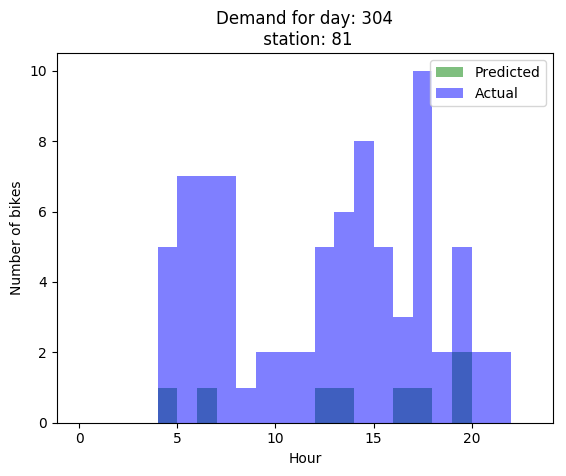 Demand for day: 304
station: 81
Predicted
Actual
Number of bikes
10
8
6
4
2
0
0 5 10 15 20
Hour